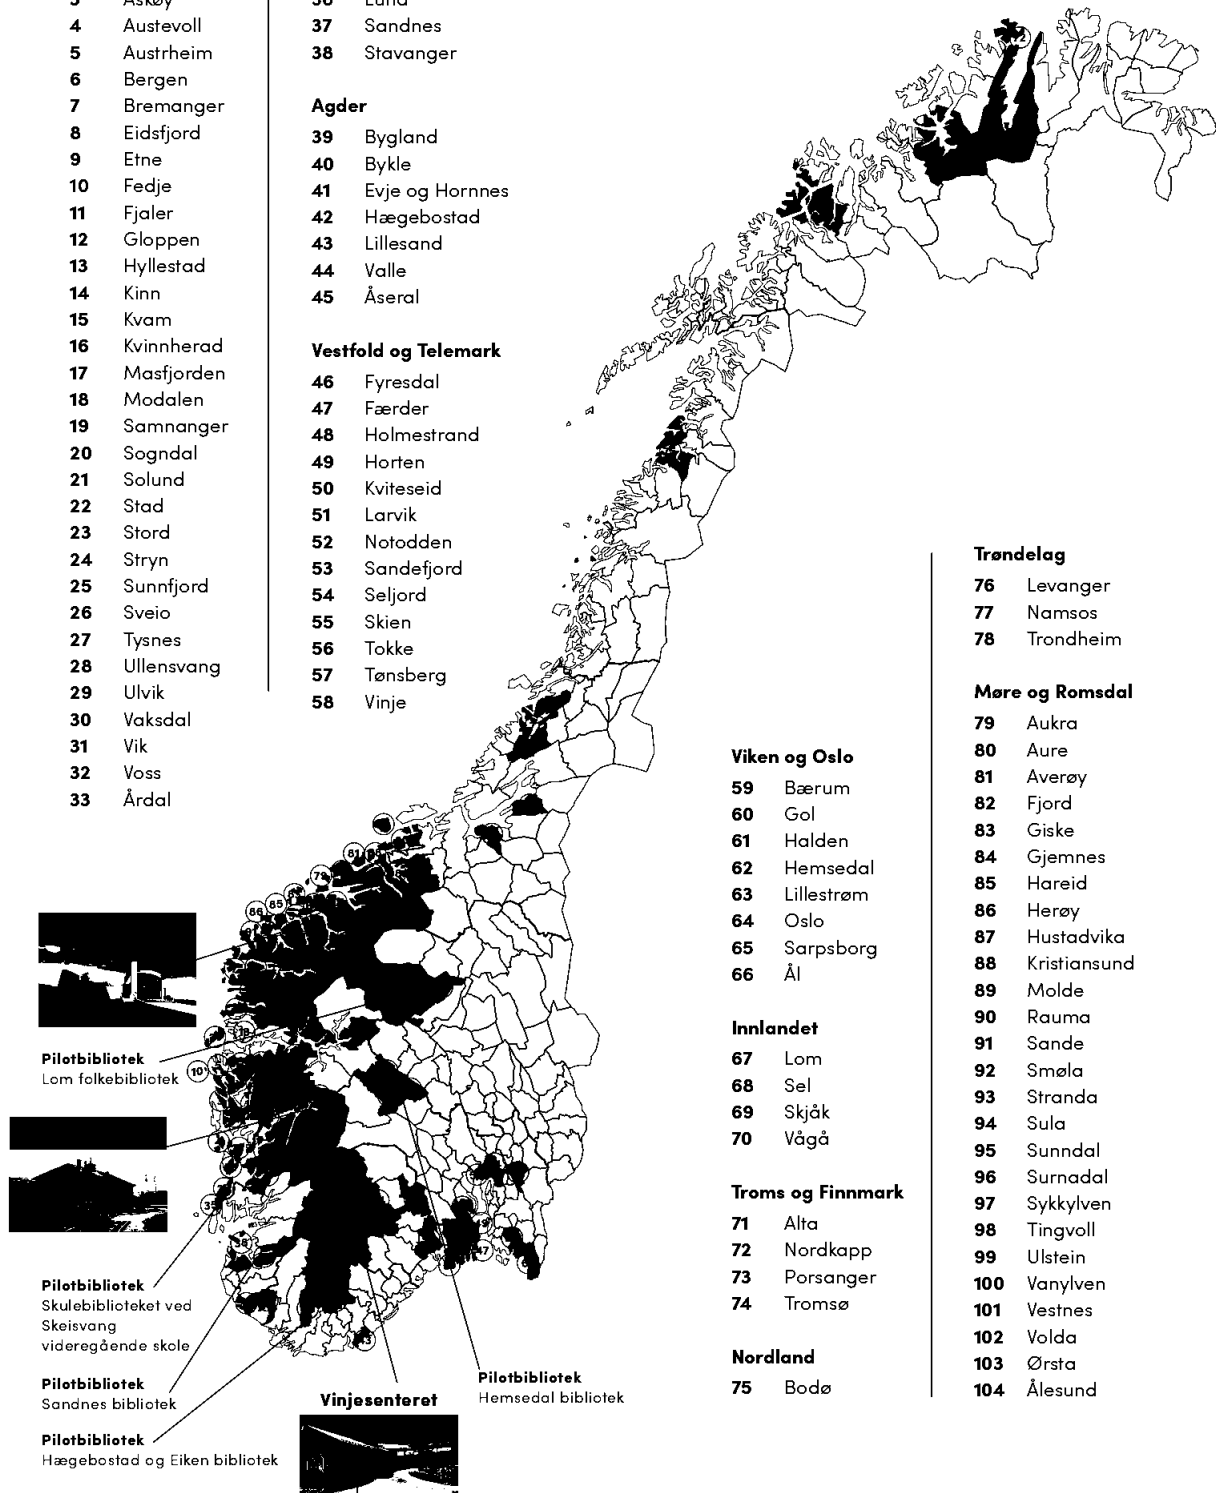 3 Askøy
4 Austevoll
5 Austrheim
6 Bergen
7 Bremanger
8 Eidsfjord
9 Etne
10 Fedje
11 Fjaler
12 Gloppen
13 Hyllestad
14 Kinn
15 Kvam
16 Kvinnherad
17 Masfjorden
18 Modalen
19 Samnanger
20 Sogndal
21 Solund
22 Stad
23 Stord
24 Stryn
25 Sunnfjord
26 Sveio
27 Tysnes
28 Ullensvang
29 Ulvik
30 Vaksdal
31 Vik
32 Voss
33 Årdal
36 Lund
37 Sandnes
38 Stavanger
Agder
39 Bygland
40 Bykle
41 Evje og Hornnes
42 Hægebostad
43 Lillesand
44 Valle
45 Åseral
Vestfold og Telemark
46 Fyresdal
47 Færder
48 Holmestrand
49 Horten
50 Kviteseid
51 Larvik
52 Notodden
53 Sandefjord
54 Seljord
55 Skien
56 Tokke
57 Tønsberg
58 Vinje
Viken og Oslo
59 Bærum
60 Gol
61 Halden
62 Hemsedal
63 Lillestrøm
64 Oslo
65 Sarpsborg
66 Ål
Innlandet
67 Lom
68 Sel
69 Skjåk
70 Vågå
Troms og Finnmark
71 Alta
72 Nordkapp
73 Porsanger
74 Tromsø
Nordland
75 Bodø
Trøndelag
76 Levanger
77 Namsos
78 Trondheim
Møre og Romsdal
79 Aukra
80 Aure
81 Averøy
82 Fjord
83 Giske
84 Gjemnes
85 Hareid
86 Herøy
87 Hustadvika
88 Kristiansund
89 Molde
90 Rauma
91 Sande
92 Smøla
93 Stranda
94 Sula
95 Sunndal
96 Surnadal
97 Sykkylven
98 Tingvoll
99 Ulstein
100 Vanylven
101 Vestnes
102 Volda
103 Ørsta
104 Ålesund
81
79
85
86
10
47
Pilotbibliotek
Lom folkebibliotek
Pilotbibliotek
Skulebiblioteket ved
Skeisvang
videregående skole
Pilotbibliotek
Sandnes bibliotek
Pilotbibliotek
Hægebostad og Eiken bibliotek
Vinjesenteret
Pilotbibliotek
Hemsedal bibliotek